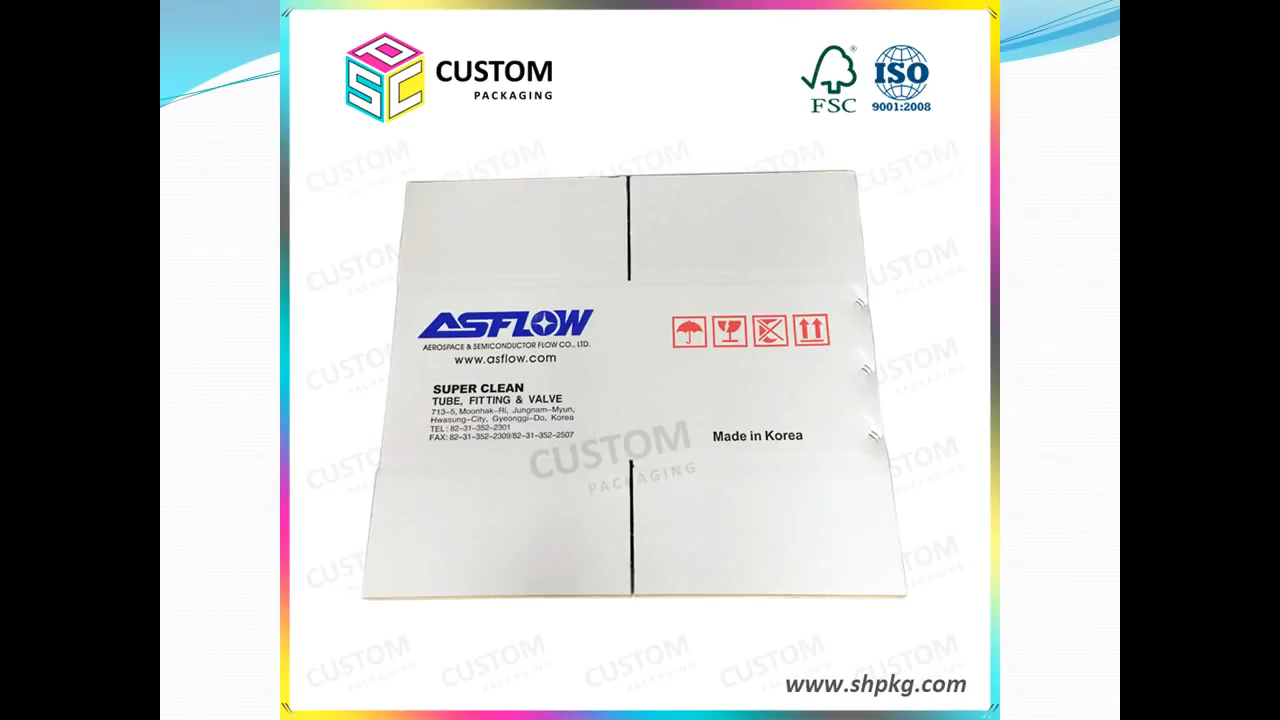 CUSTOM
PACKAGING
FSC
ISO
9001:2008
ASFLOW
AEROSPACE & SEMICONDUCTOR FLOW CO., LTD.
www.asflow.com
SUPER CLEAN
TUBE, FITTING & VALVE
713-5, Moonhak-Ri, Jungnam-Myun,
Hwasung-City, Gyeonggi-Do, Korea
TEL: 82-31-352-2301
FAX: 82-31-352-2309/82-31-352-2507
Made in Korea
CUSTOM
PACKAGING
www.shpkg.com